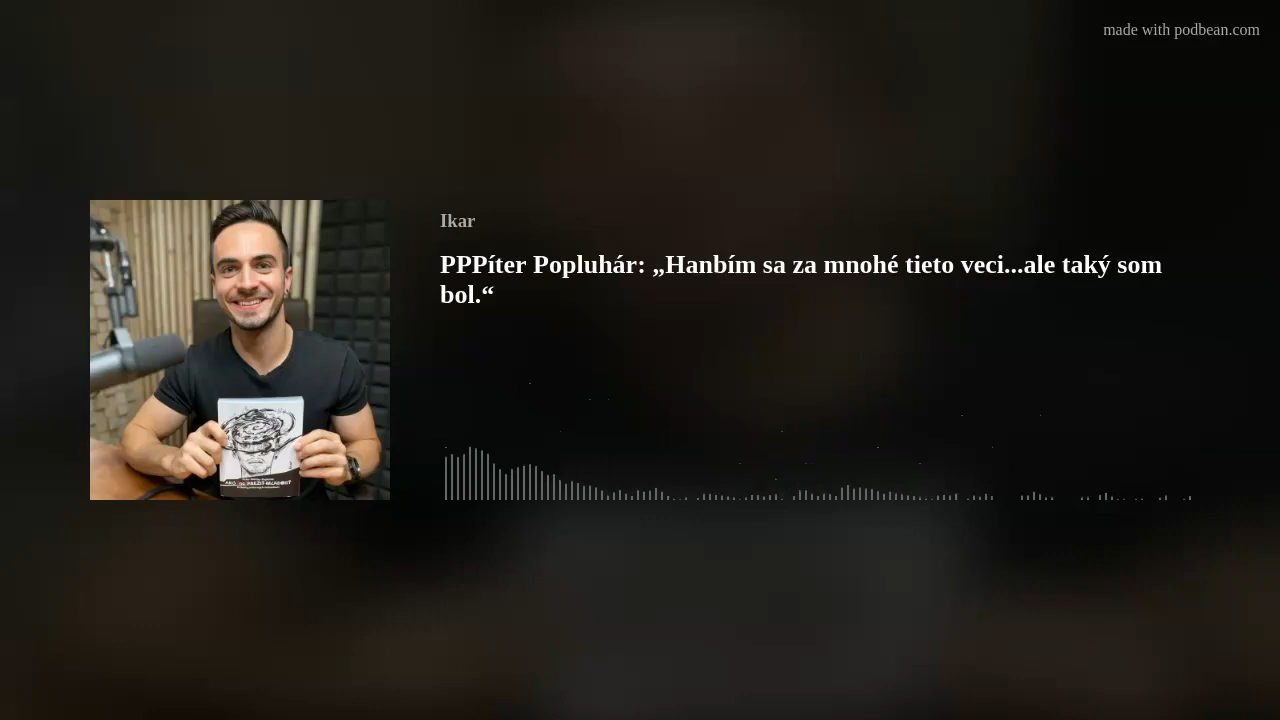 made with podbean.com
Ikar
PPPíter Popluhár: „Hanbím sa za mnohé tieto veci...ale taký som
bol.“